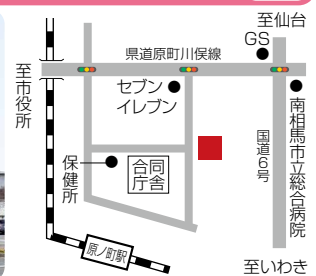 至仙台
GS
県道原町川俣線
至市役所
セブン
イレブン
南相馬市立総合病院
国道6号
保健所
合同
庁舎
原ノ町駅
至いわき